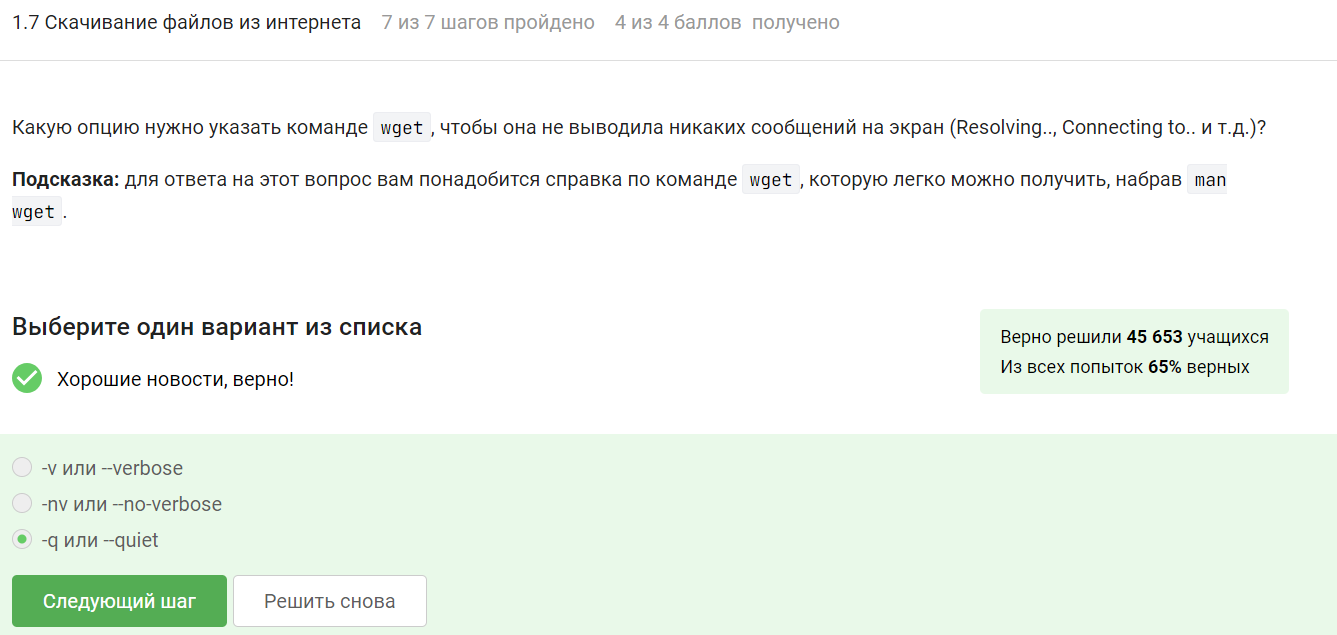 1.7 Скачивание файлов из интернета 7 из 7 шагов пройдено 4 из 4 баллов получено
Какую опцию нужно указать команде wget, чтобы она не выводила никаких сообщений на экран (Resolving.., Connecting to.. и т.д.)?
Подсказка: для ответа на этот вопрос вам понадобится справка по команде wget, которую легко можно получить, набрав man
wget.
Выберите один вариант из списка
Хорошие новости, верно!
Верно решили 45 653 учащихся
Из всех попыток 65% верных
-v или --verbose
-nv или --no-verbose
-q или --quiet
Следующий шаг
Решить снова